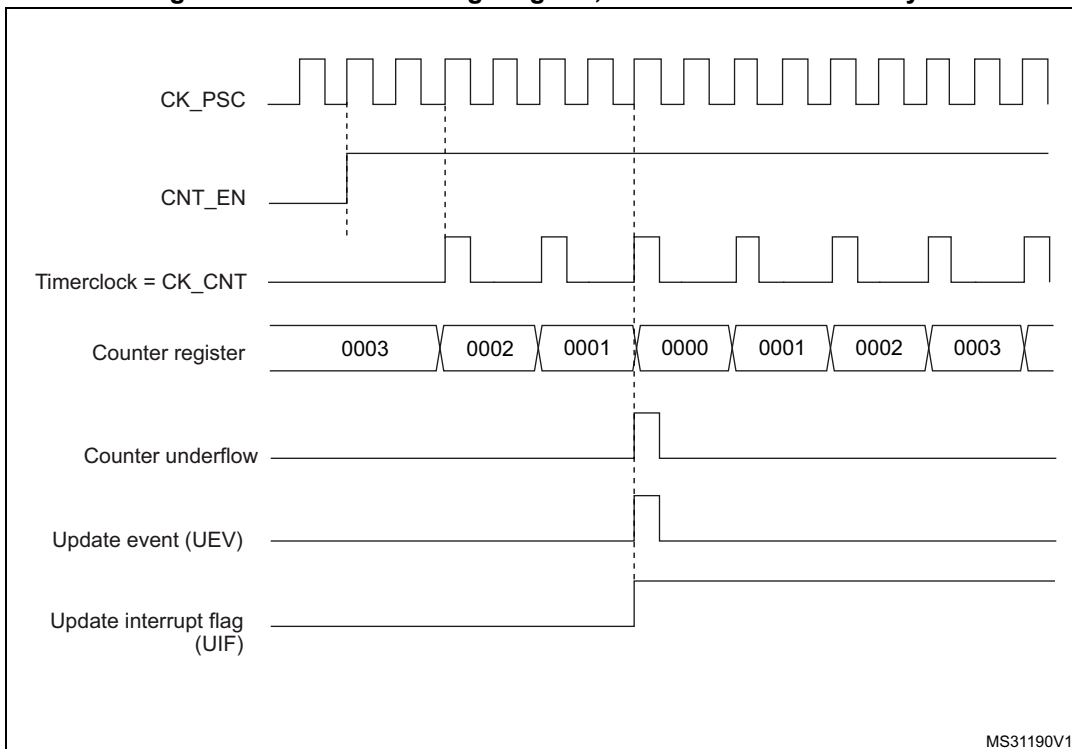 CK_PSC
CNT_EN
Timerclock = CK_CNT
Counter register
0003 0002 0001 0000 0001 0002 0003
Counter underflow
Update event (UEV)
Update interrupt flag
(UIF)
MS31190V1